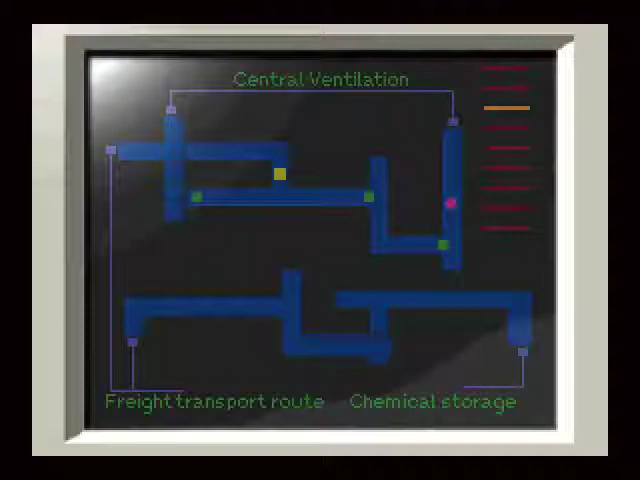 Central Ventilation
Freight transport route
Chemical storage